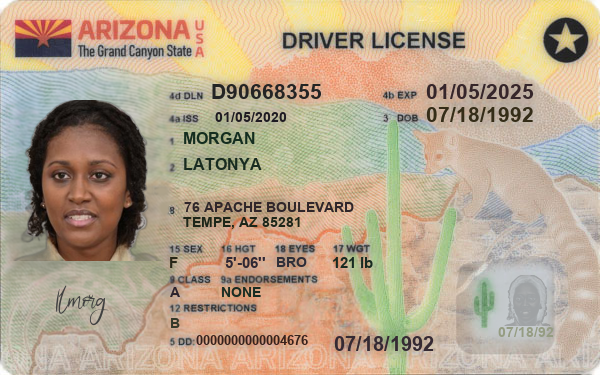 ARIZONA USA
The Grand Canyon State
DRIVER LICENSE
4d DLN D90668355
4b EXP 01/05/2025
4a ISS 01/05/2020
3 DOB 07/18/1992
1 MORGAN
2 LATONYA
8 76 APACHE BOULEVARD
TEMPE, AZ 85281
15 SEX 16 HGT 18 EYES 17 WGT
F 5'-06" BRO 121 lb
9 CLASS 9a ENDORSEMENTS
A NONE
12 RESTRICTIONS
B
5 DD: 0000000000004676
07/18/1992
07/18/92
ONA ARIZONA ARIZONA ARIZONA ARIZONA